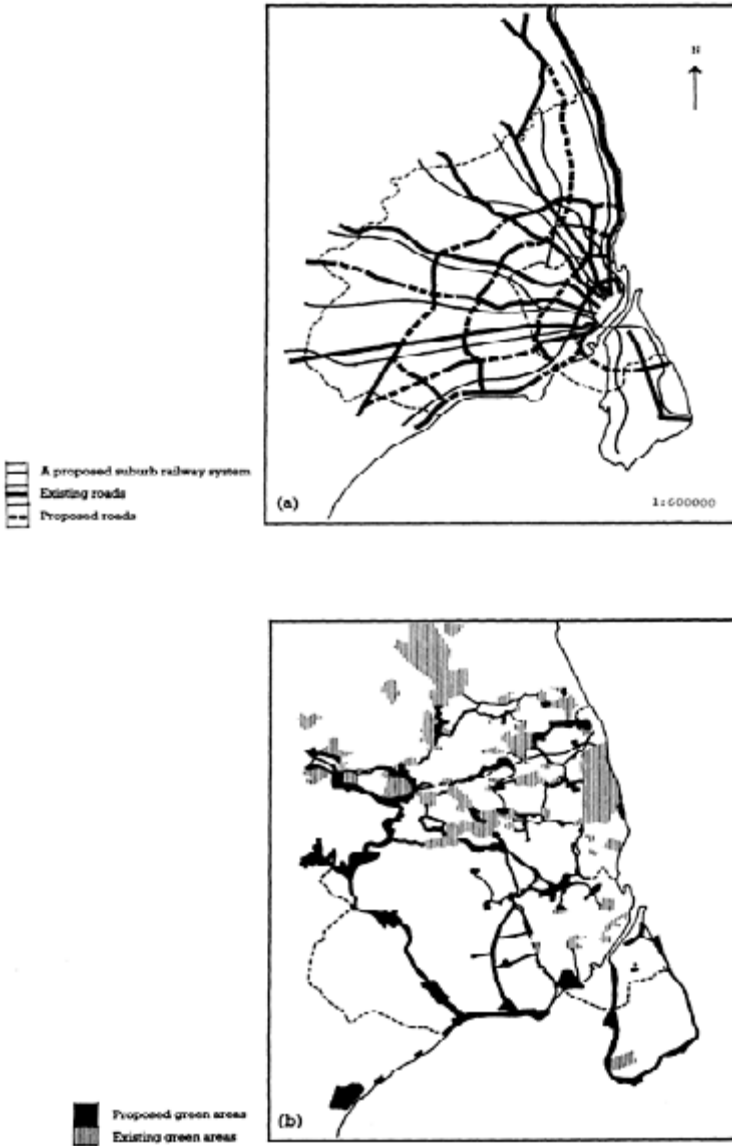 N
A proposed suburb railway system
Existing roads
Proposed roads
(a)
1:600000
Proposed green areas
Existing green areas
(b)